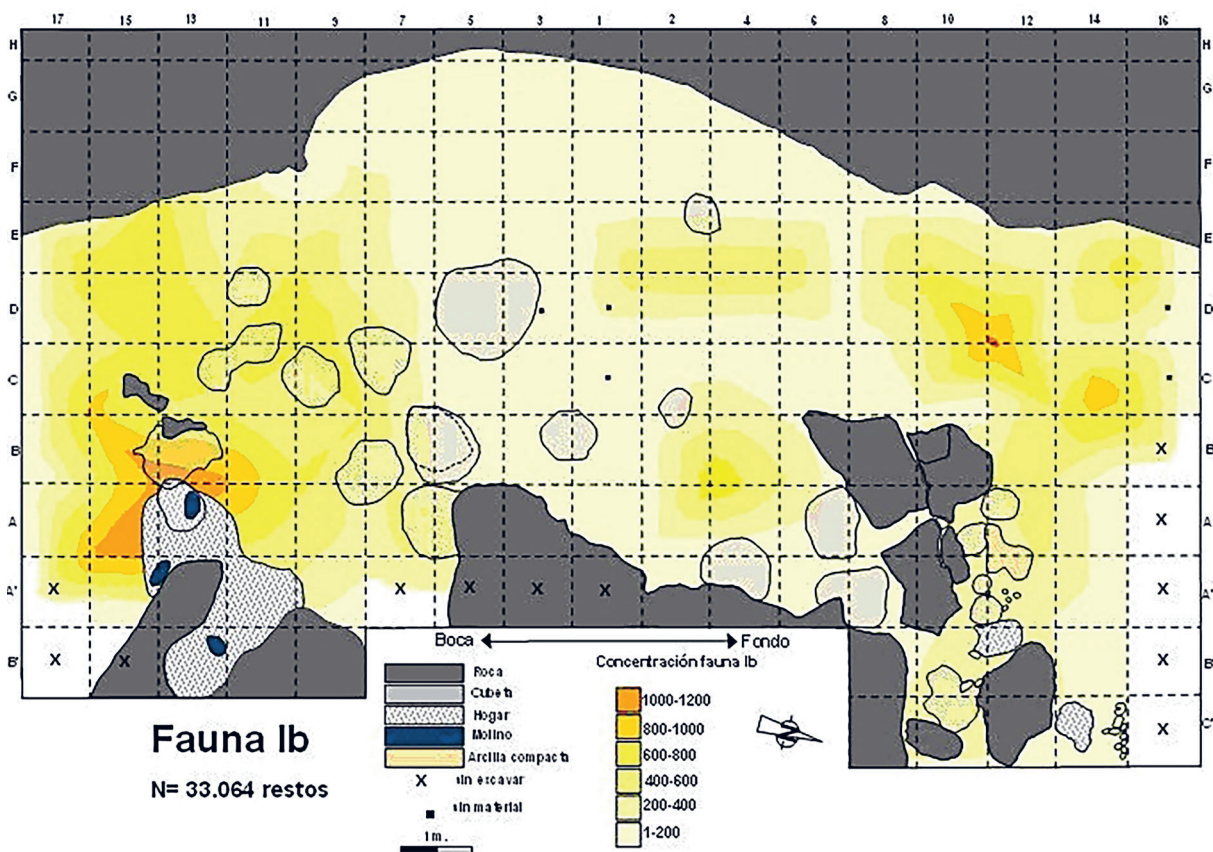 17 15 13 11 9 7 5 3 1 2 4 6 8 10 12 14 16
H H
G G
F F
E E
D D
C C
B B
A A
A' A'
B' B'
C'
X X X X X X
X X X X X
Boca Fondo
Roca
Cubeta
Hogar
Molino
Arcilla compacta
X sin excavar
sin material
1 m.
Concentración fauna Ib
1000-1200
800-1000
600-800
400-600
200-400
1-200
Fauna Ib
N= 33.064 restos